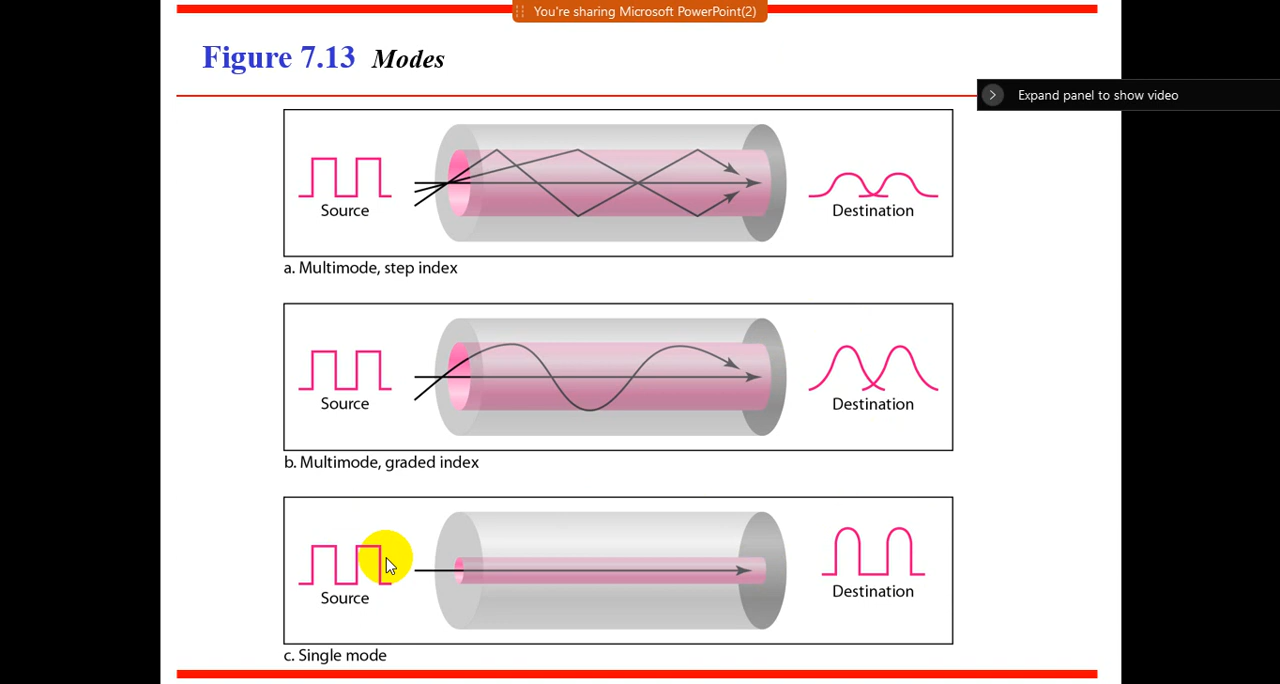 You're sharing Microsoft PowerPoint(2)
Figure 7.13 Modes
Expand panel to show video
Source
Destination
a. Multimode, step index
Source
Destination
b. Multimode, graded index
Source
Destination
c. Single mode